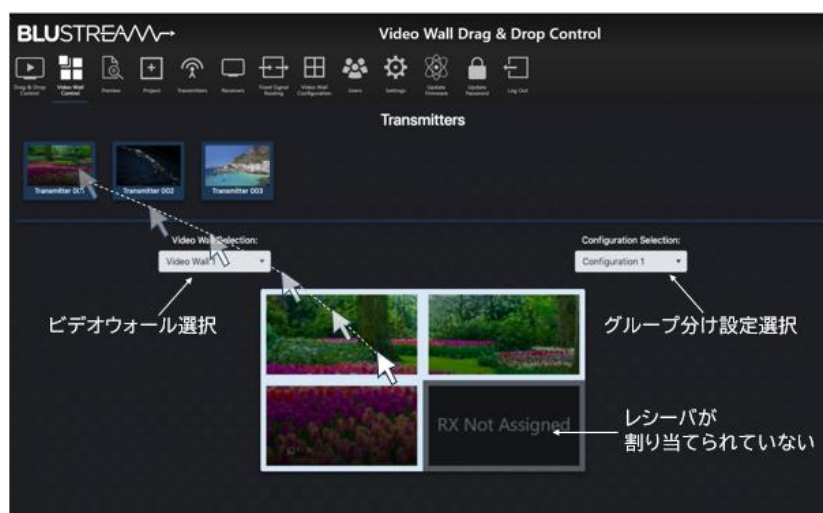 BLUSTREAM
Video Wall Drag & Drop Control
Drag & Drop
Control
Video Wall
Control
Preview
Project
Transmitters
Receivers
Fixed Signal
Routing
Video Wall
Configuration
Users
Settings
Update
Firmware
Update
Password
Log Out
Transmitters
Transmitter 001
Transmitter 002
Transmitter 003
Video Wall Selection:
Configuration Selection:
Video Wall 1
Configuration 1
ビデオウォール選択
グループ分け設定選択
RX Not Assigned
レシーバが
割り当てられていない